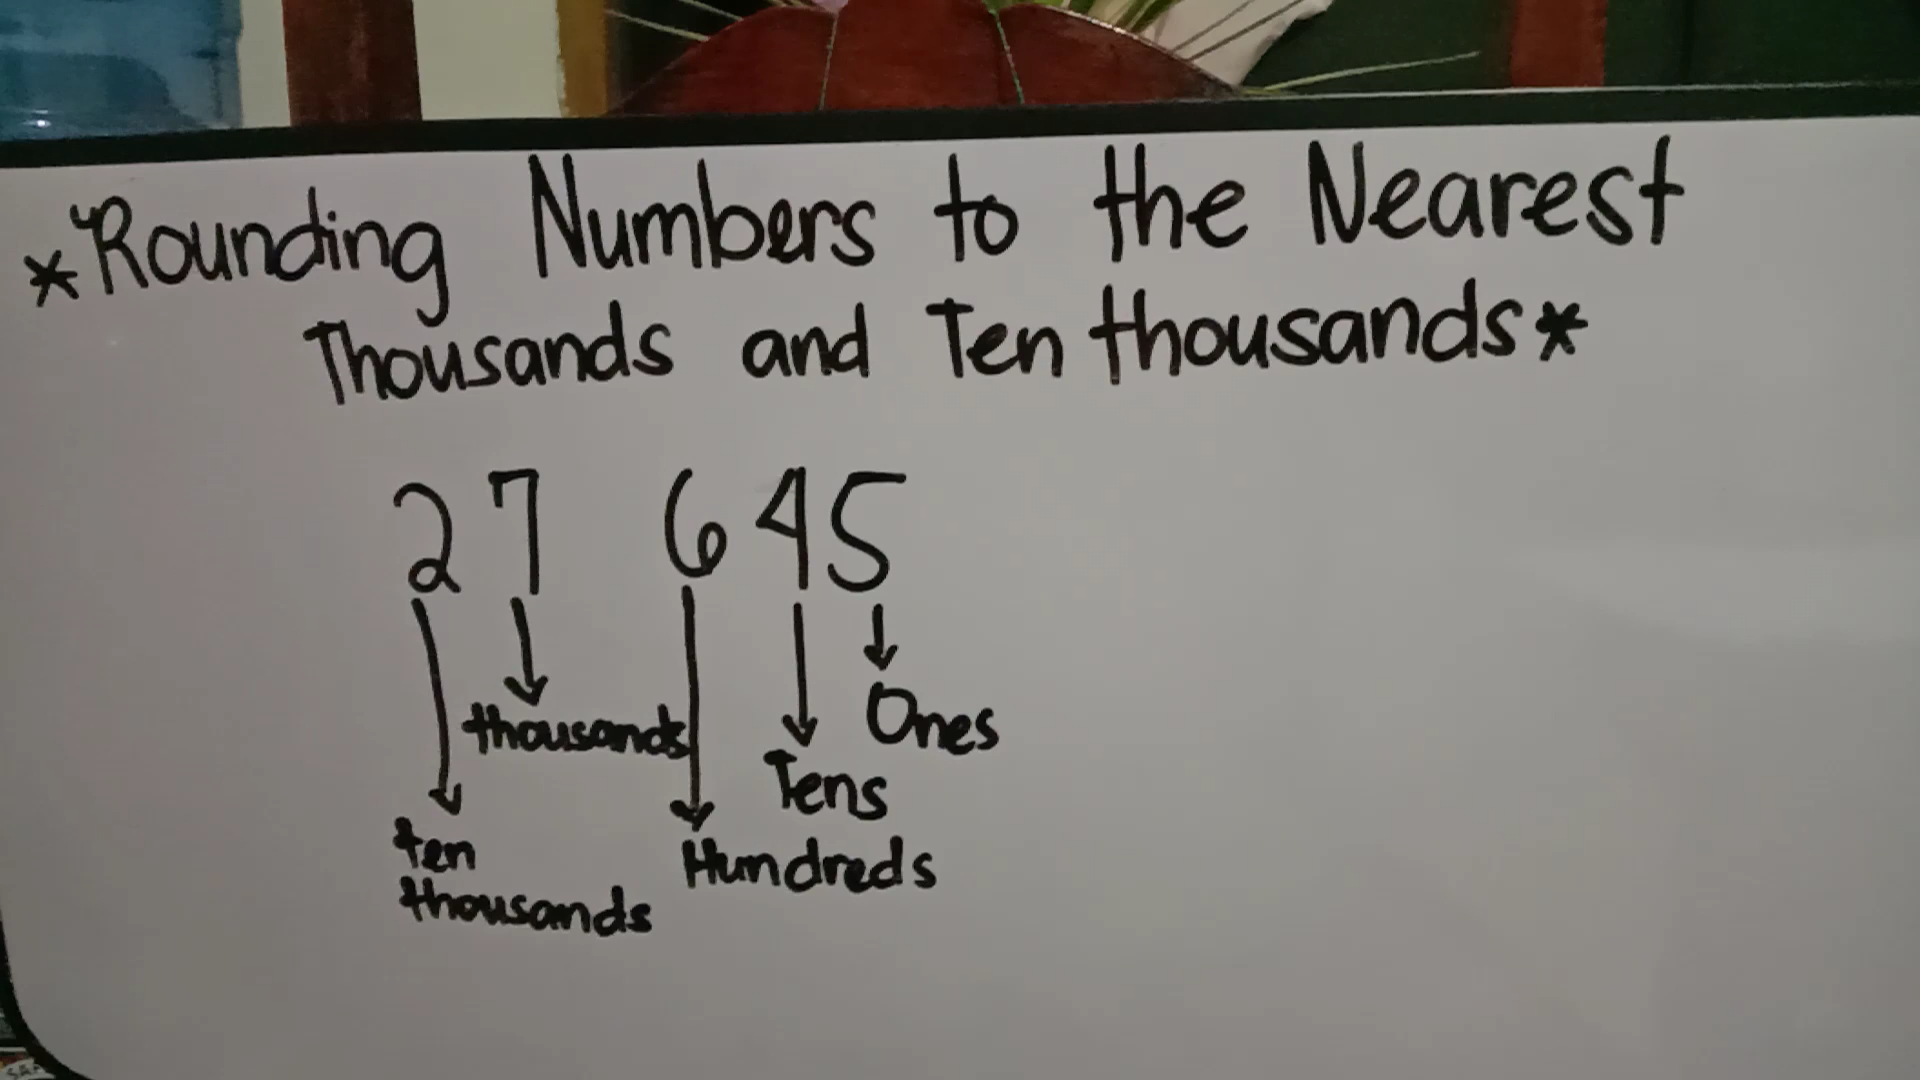 *Rounding Numbers to the Nearest
Thousands and Ten thousands*
27 645
thousands
Ones
Tens
ten
thousands
Hundreds